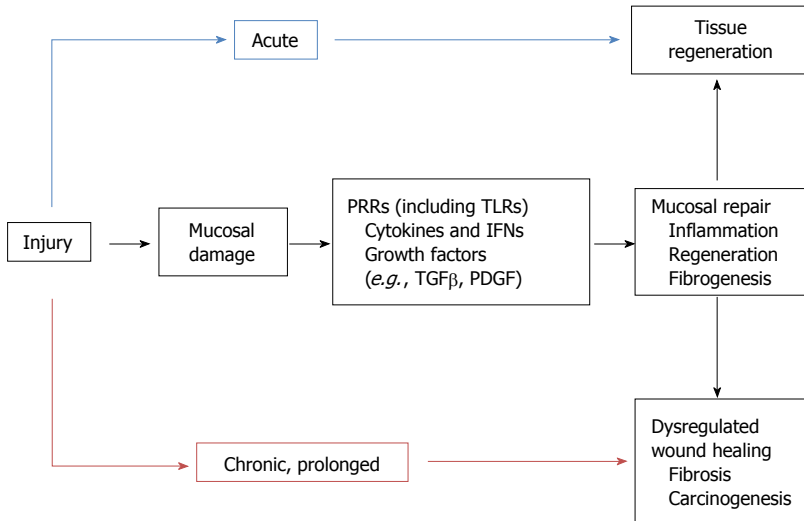 Acute
Tissue
regeneration
Injury
Mucosal
damage
PRRs (including TLRs)
Cytokines and IFNs
Growth factors
(e.g., TGFβ, PDGF)
Mucosal repair
Inflammation
Regeneration
Fibrogenesis
Chronic, prolonged
Dysregulated
wound healing
Fibrosis
Carcinogenesis